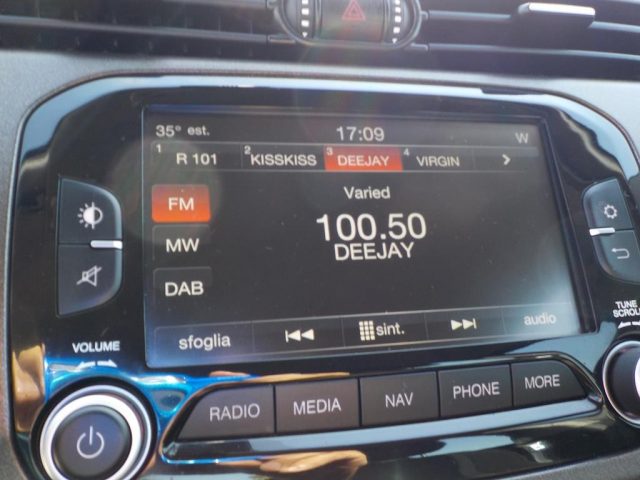 35° est. 17:09 W
1 R 101 2 KISSKISS 3 DEEJAY 4 VIRGIN >
Varied
FM
100.50
MW
DEEJAY
DAB
sfoglia sint. audio
VOLUME
TUNE
SCROLL
RADIO MEDIA NAV PHONE MORE